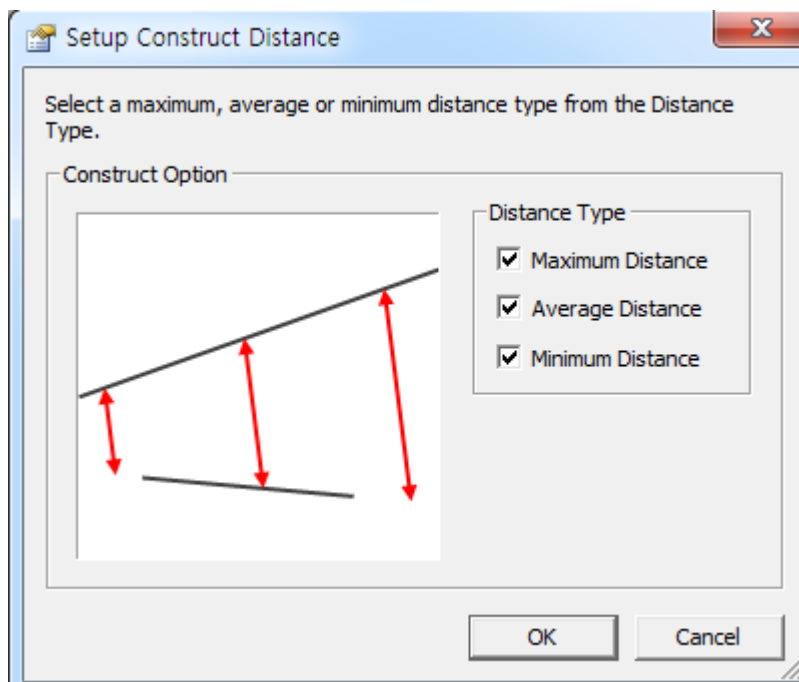 Setup Construct Distance
Select a maximum, average or minimum distance type from the Distance
Type.
Construct Option
Distance Type
Maximum Distance
Average Distance
Minimum Distance
OK
Cancel